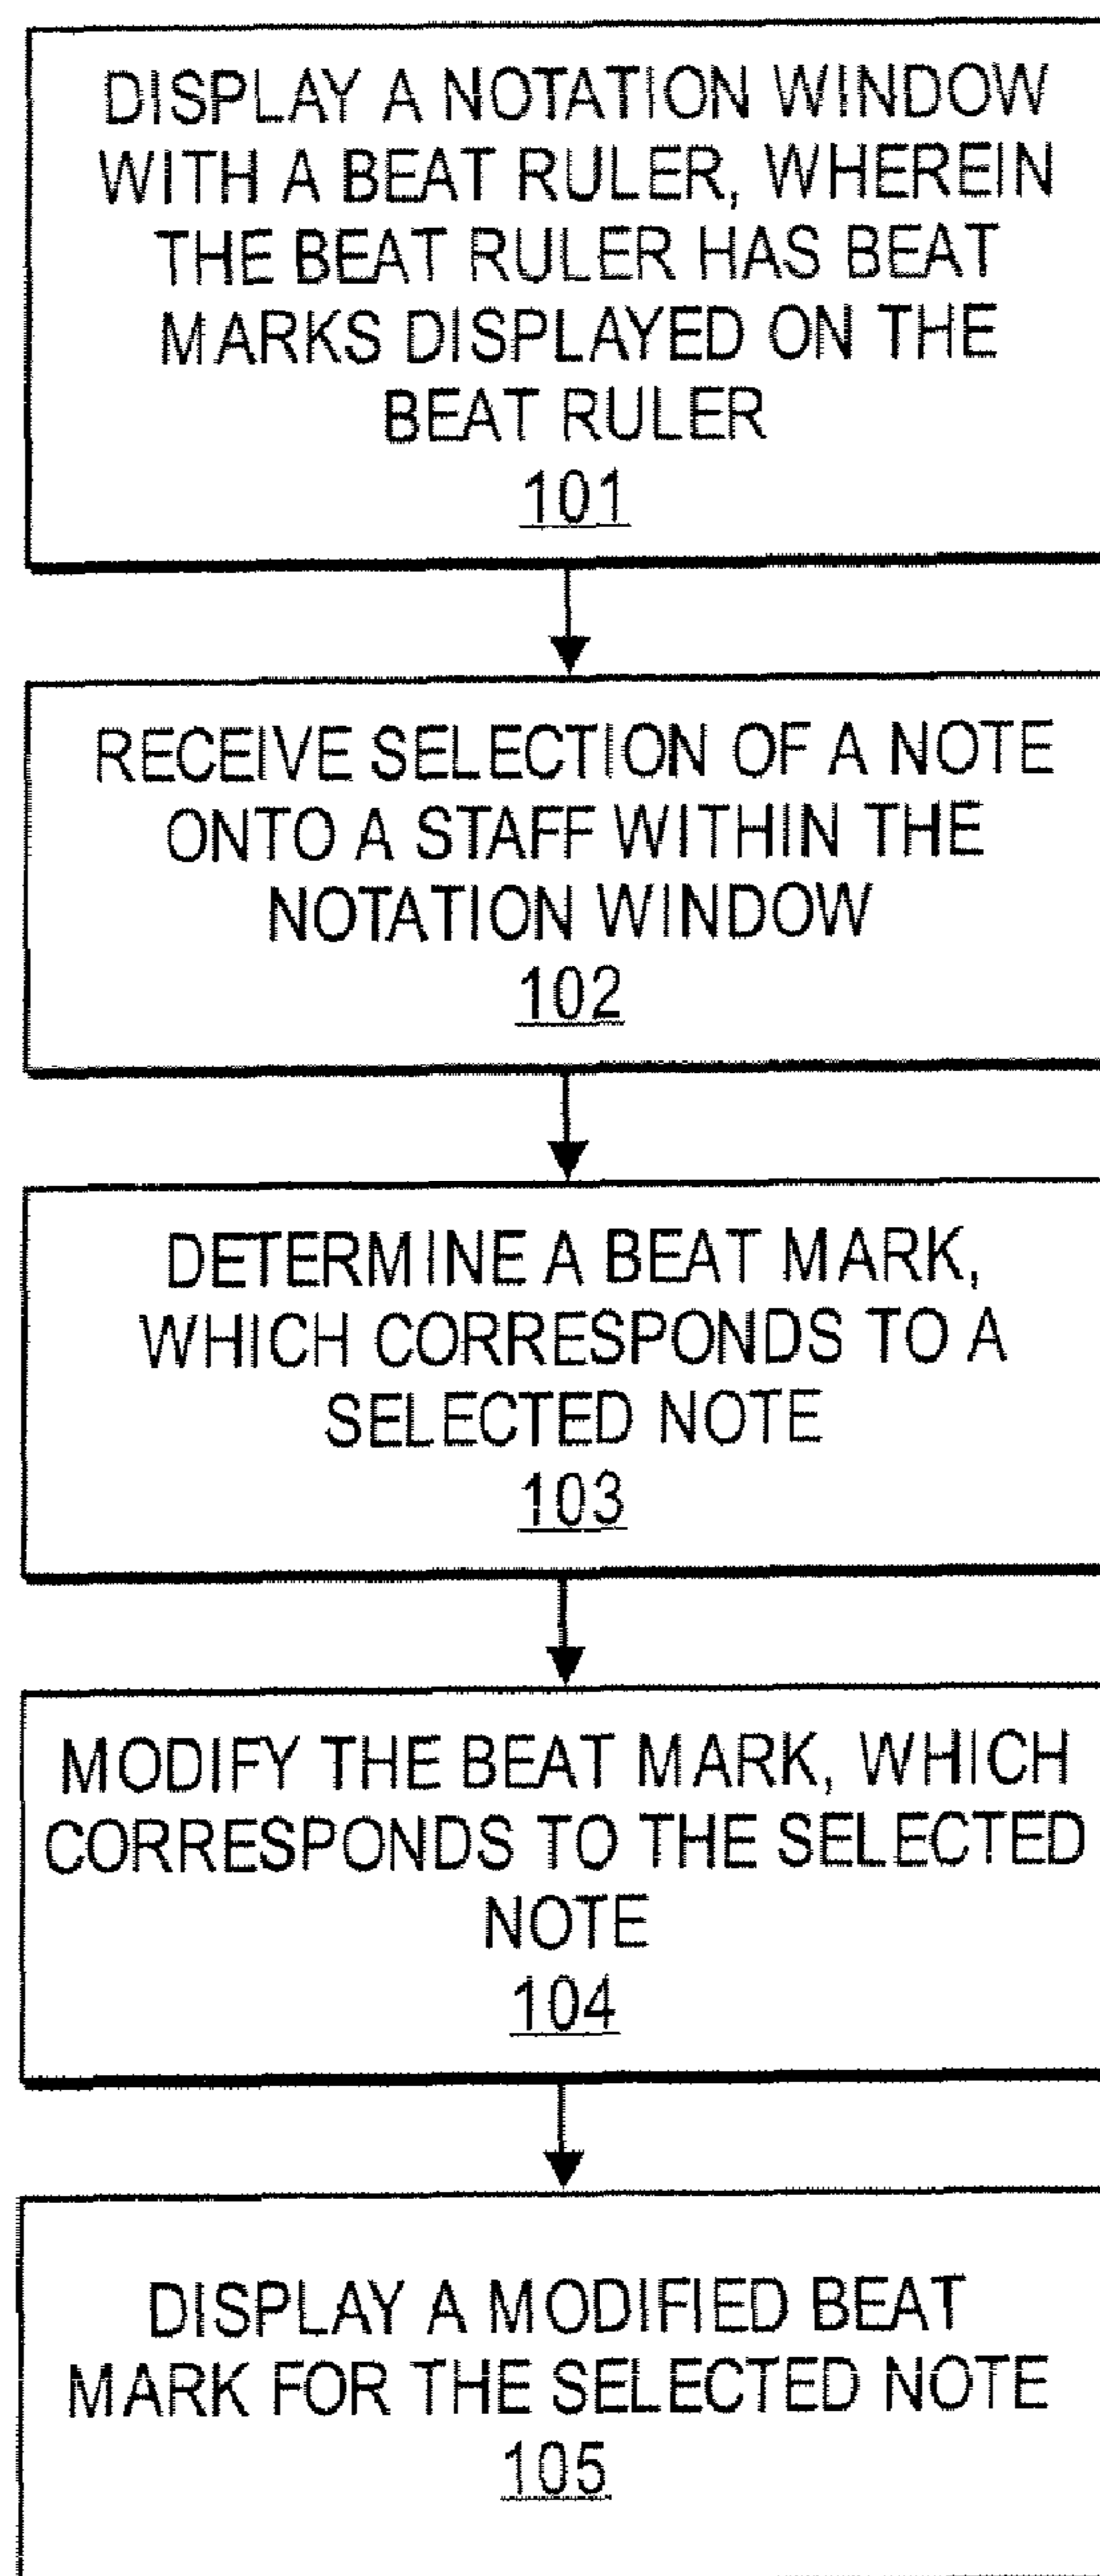 DISPLAY A NOTATION WINDOW
WITH A BEAT RULER, WHEREIN
THE BEAT RULER HAS BEAT
MARKS DISPLAYED ON THE
BEAT RULER
101
RECEIVE SELECTION OF A NOTE
ONTO A STAFF WITHIN THE
NOTATION WINDOW
102
DETERMINE A BEAT MARK,
WHICH CORRESPONDS TO A
SELECTED NOTE
103
MODIFY THE BEAT MARK, WHICH
CORRESPONDS TO THE SELECTED
NOTE
104
DISPLAY A MODIFIED BEAT
MARK FOR THE SELECTED NOTE
105